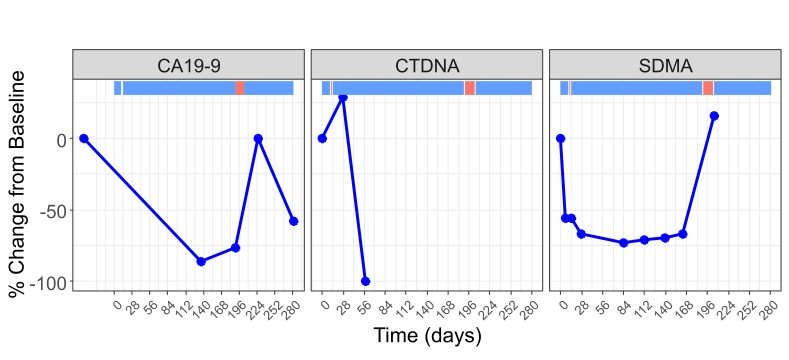 CA19-9 CTDNA SDMA
% Change from Baseline
0
-50
-100
0 28 56 84 112 140 168 196 224 252 280 0 28 56 84 112 140 168 196 224 252 280 0 28 56 84 112 140 168 196 224 252 280
Time (days)